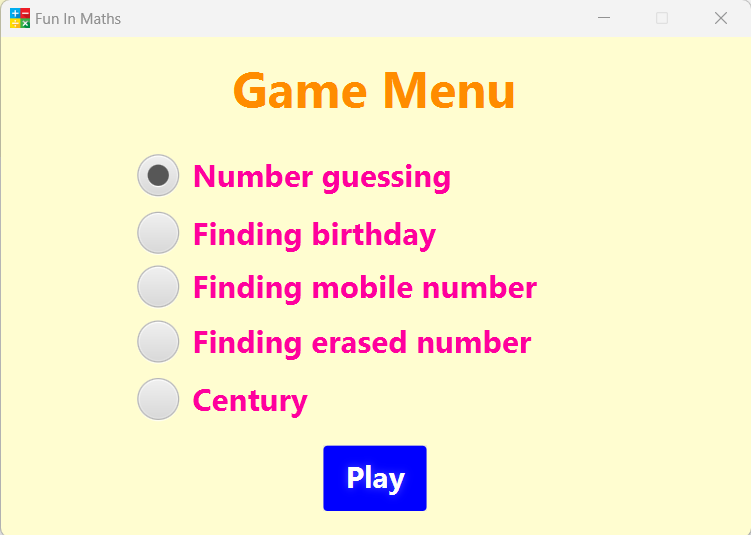 Fun In Maths
Game Menu
Number guessing
Finding birthday
Finding mobile number
Finding erased number
Century
Play